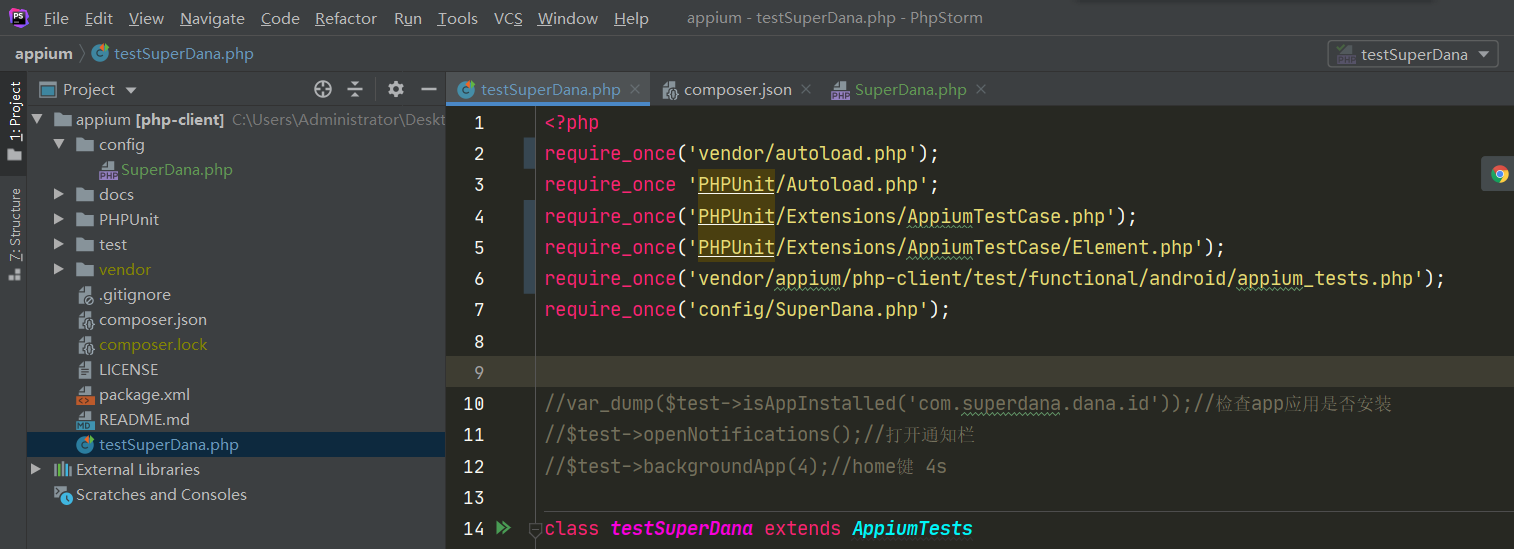 PS File Edit View Navigate Code Refactor Run Tools VCS Window Help appium - testSuperDana.php - PhpStorm
appium testSuperDana.php testSuperDana
1: Project
7: Structure
Project
appium [php-client] C:\Users\Administrator\Deskt
config
SuperDana.php
docs
PHPUnit
test
vendor
.gitignore
composer.json
composer.lock
LICENSE
package.xml
README.md
testSuperDana.php
External Libraries
Scratches and Consoles
testSuperDana.php composer.json SuperDana.php
1 <?php
2 require_once('vendor/autoload.php');
3 require_once 'PHPUnit/Autoload.php';
4 require_once('PHPUnit/Extensions/AppiumTestCase.php');
5 require_once('PHPUnit/Extensions/AppiumTestCase/Element.php');
6 require_once('vendor/appium/php-client/test/functional/android/appium_tests.php');
7 require_once('config/SuperDana.php');
8
9
10 //var_dump($test->isAppInstalled('com.superdana.dana.id'));//检查app应用是否安装
11 //$test->openNotifications();//打开通知栏
12 //$test->backgroundApp(4);//home键 4s
13
14 class testSuperDana extends AppiumTests